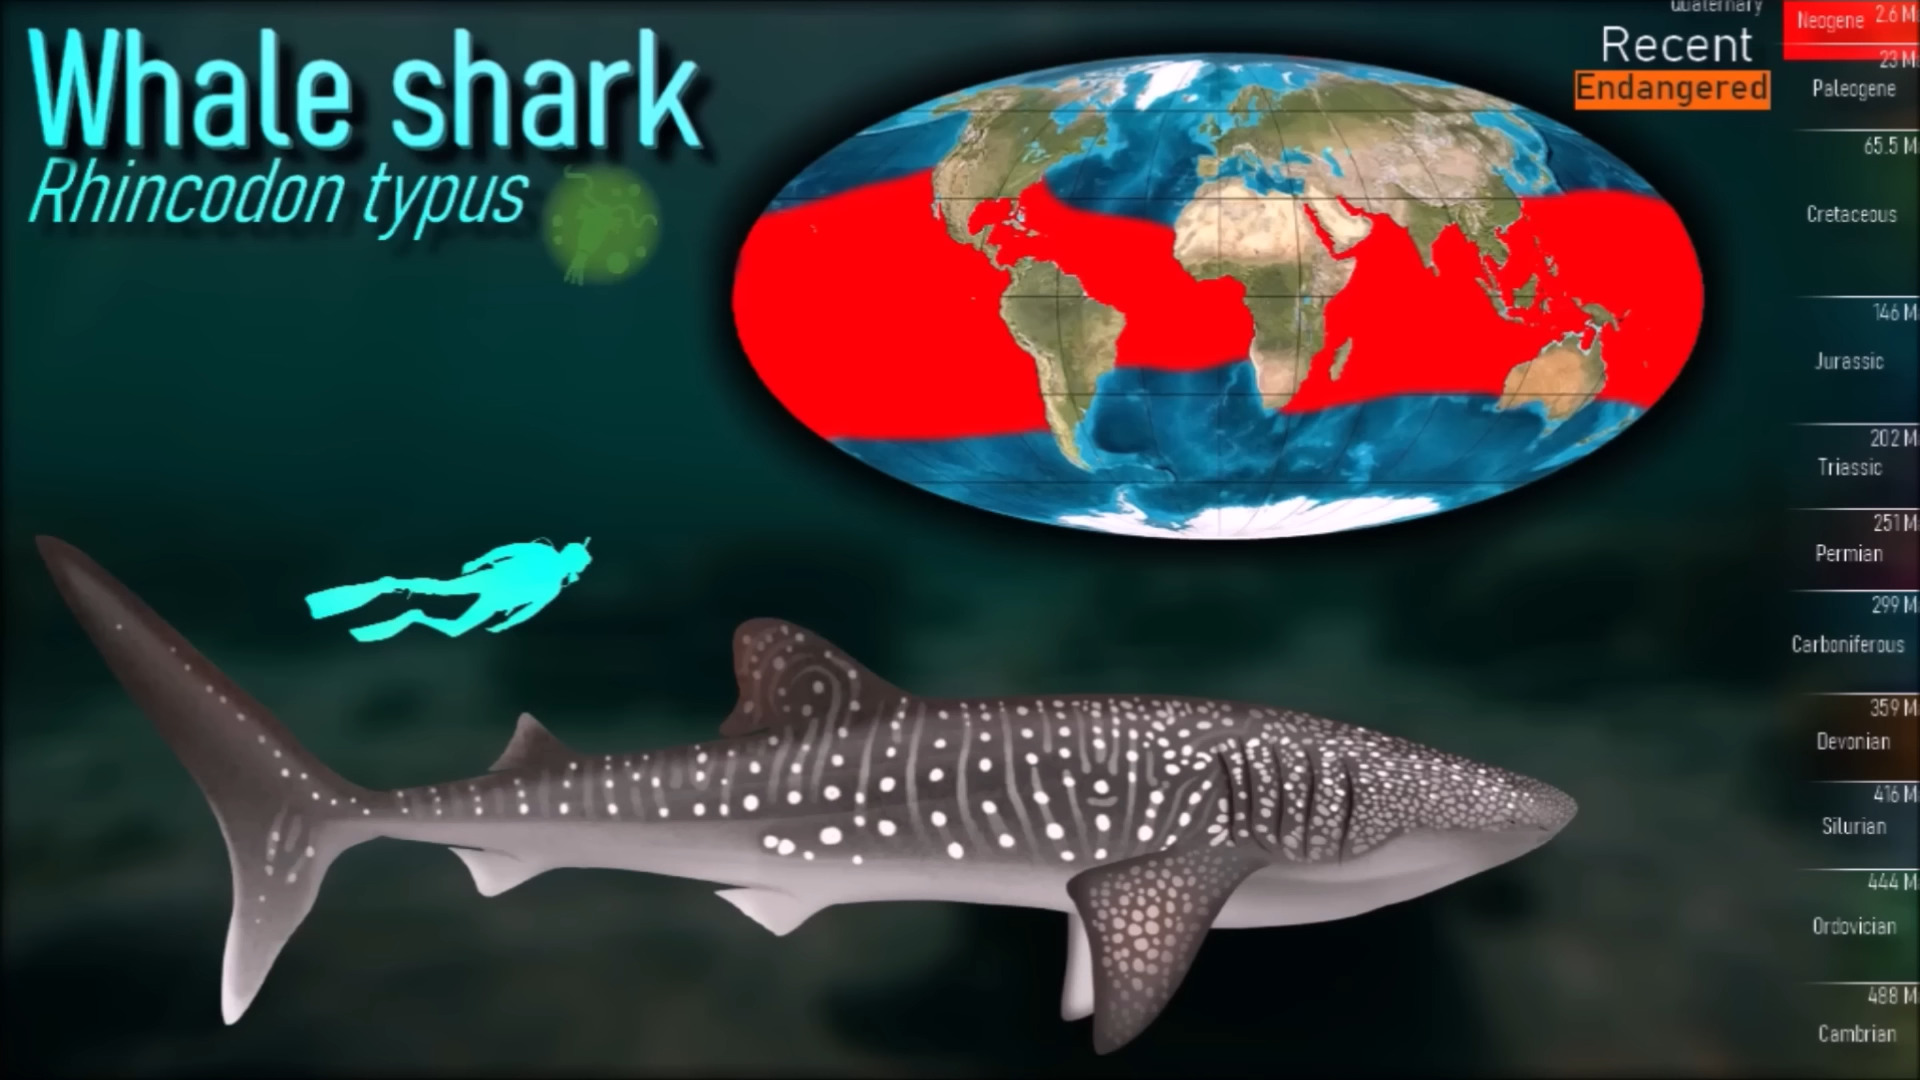 Whale shark
Rhincodon typus
Quaternary
Recent
Endangered
Neogene 2.6 M
23 M
Paleogene
65.5 M
Cretaceous
146 M
Jurassic
202 M
Triassic
251 M
Permian
299 M
Carboniferous
359 M
Devonian
416 M
Silurian
444 M
Ordovician
488 M
Cambrian